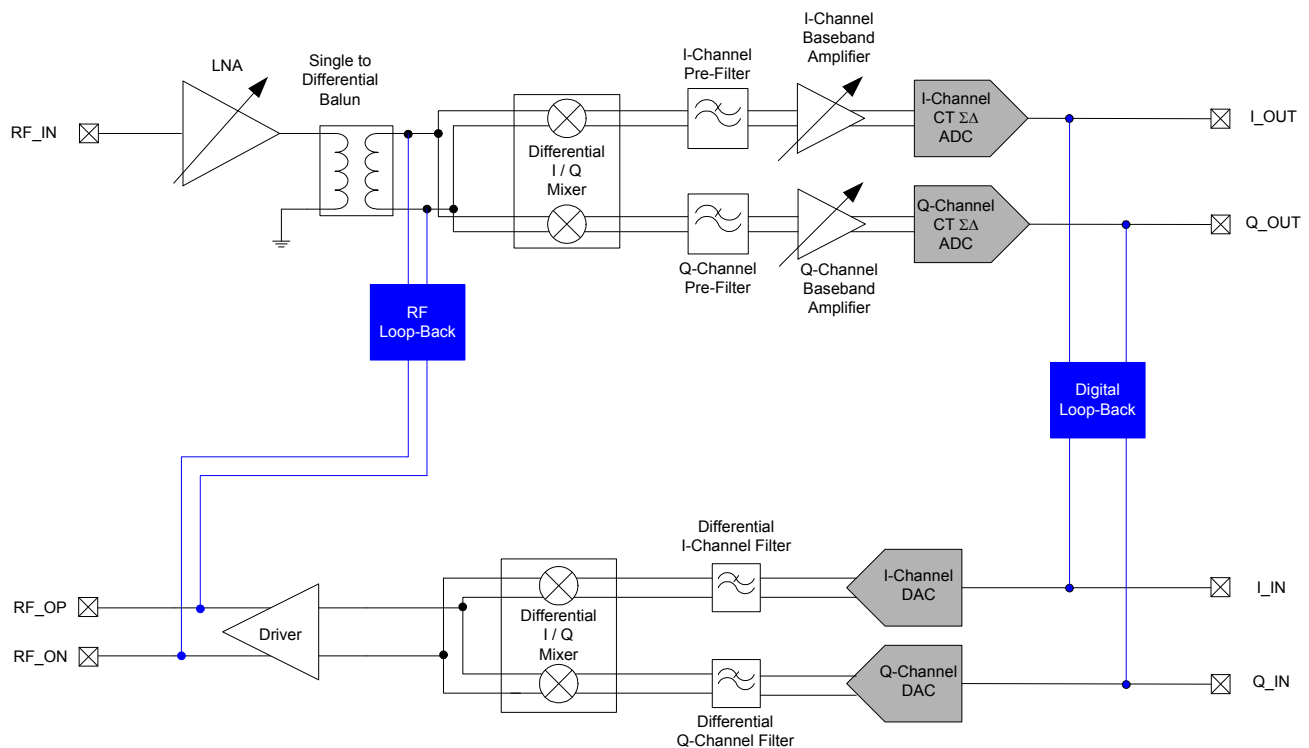 I-Channel
Baseband
Amplifier
LNA
Single to
Differential
Balun
I-Channel
Pre-Filter
RF_IN
I-Channel
CT ΣΔ
ADC
I_OUT
Differential
I / Q
Mixer
Q-Channel
CT ΣΔ
ADC
Q_OUT
Q-Channel
Pre-Filter
Q-Channel
Baseband
Amplifier
RF
Loop-Back
Digital
Loop-Back
Differential
I-Channel Filter
I-Channel
DAC
I_IN
RF_OP
Driver
RF_ON
Differential
I / Q
Mixer
Q-Channel
DAC
Q_IN
Differential
Q-Channel Filter